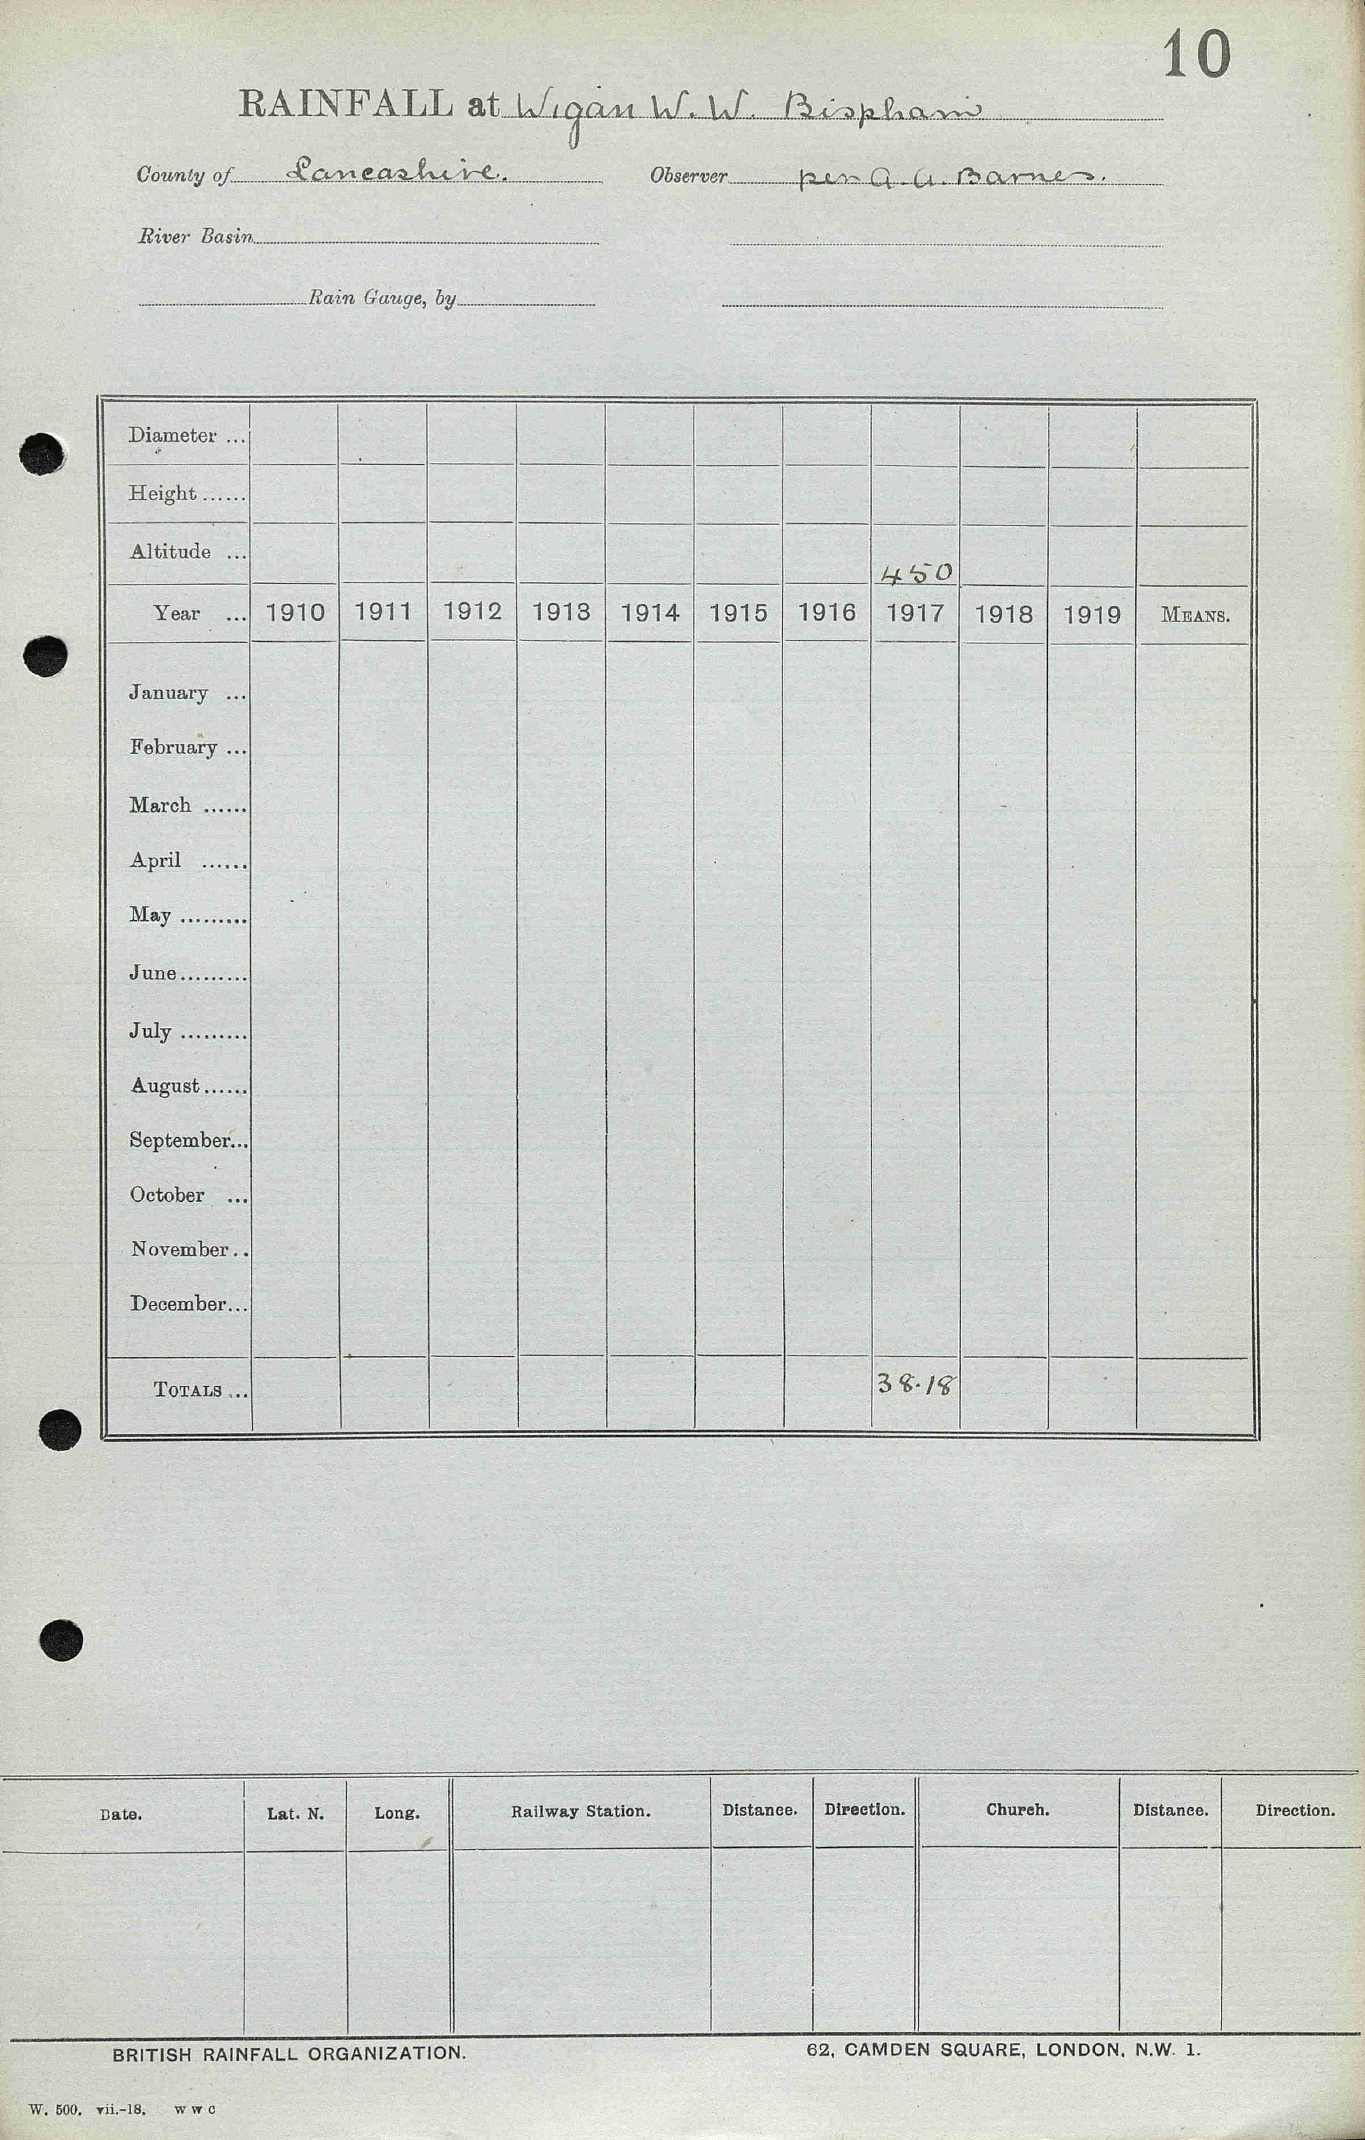 10
RAINFALL at Wigan W.W. Bispham
County of Lancashire. Observer per A. A. Barnes.
River Basin
Rain Gauge, by
Diameter ...
Height ......
Altitude ... 450
Year ... 1910 1911 1912 1913 1914 1915 1916 1917 1918 1919 MEANS.
January ...
February ...
March ......
April ......
May .........
June .........
July .........
August ......
September...
October ...
November ..
December...
TOTALS ... 38.18
Date. Lat. N. Long. Railway Station. Distance. Direction. Church. Distance. Direction.
BRITISH RAINFALL ORGANIZATION. 62, CAMDEN SQUARE, LONDON, N.W. 1.
W. 500. vii.-18. W W C